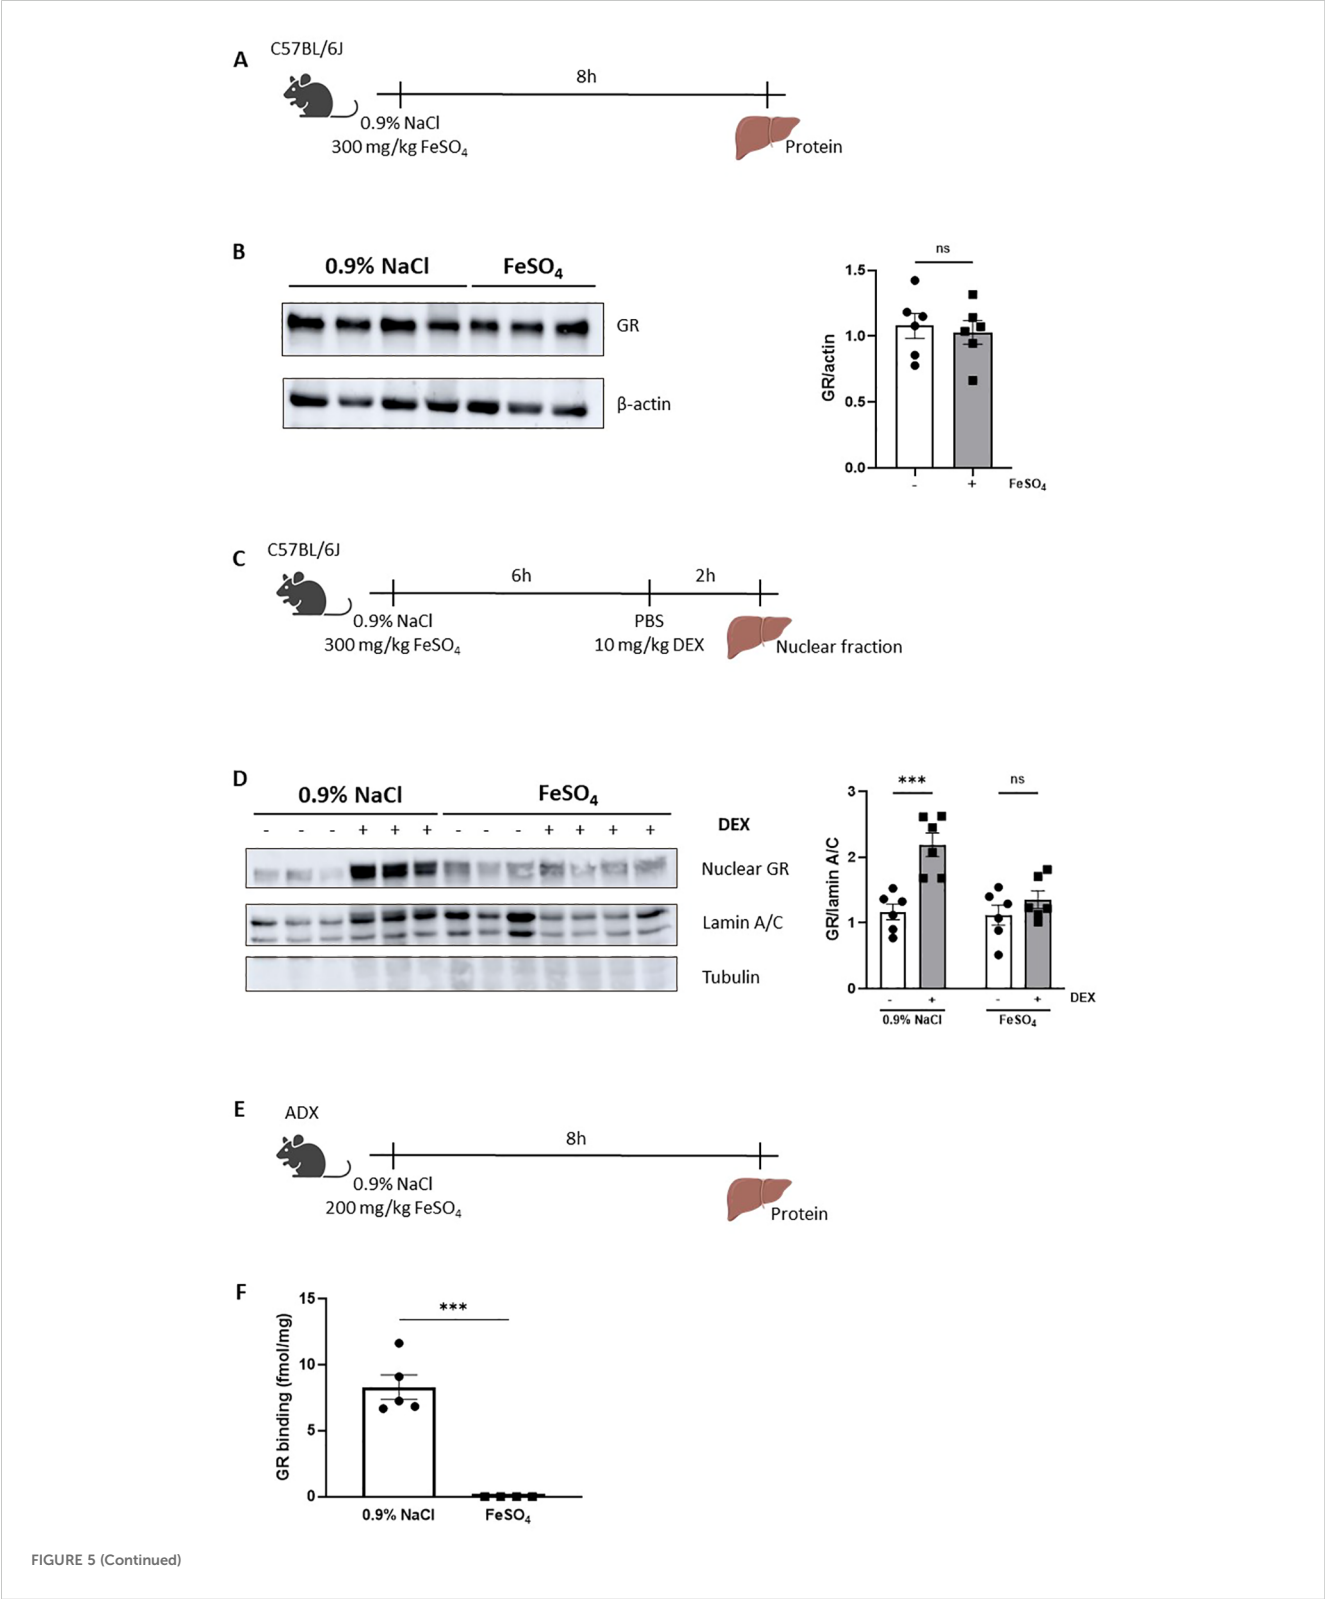 A
C57BL/6J
8h
0.9% NaCl
300 mg/kg FeSO₄
Protein
B
0.9% NaCl
FeSO₄
GR
β-actin
ns
1.5
1.0
0.5
0.0
GR/actin
- + FeSO₄
C
C57BL/6J
6h
2h
0.9% NaCl
300 mg/kg FeSO₄
PBS
10 mg/kg DEX
Nuclear fraction
D
0.9% NaCl
FeSO₄
- - - + + + - - - + + + + DEX
Nuclear GR
Lamin A/C
Tubulin
*** ns
3
2
1
0
GR/lamin A/C
- + - + DEX
0.9% NaCl FeSO₄
E
ADX
8h
0.9% NaCl
200 mg/kg FeSO₄
Protein
F
***
15
10
5
0
GR binding (fmol/mg)
0.9% NaCl FeSO₄
FIGURE 5 (Continued)